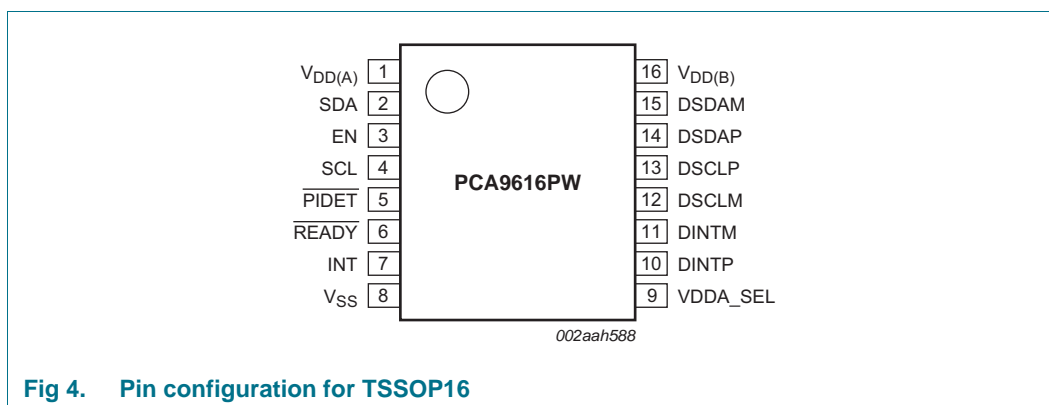 VDD(A) 1
SDA 2
EN 3
SCL 4
PIDET 5
READY 6
INT 7
VSS 8
PCA9616PW
16 VDD(B)
15 DSDAM
14 DSDAP
13 DSCLP
12 DSCLM
11 DINTM
10 DINTP
9 VDDA_SEL
002aah588
Fig 4. Pin configuration for TSSOP16